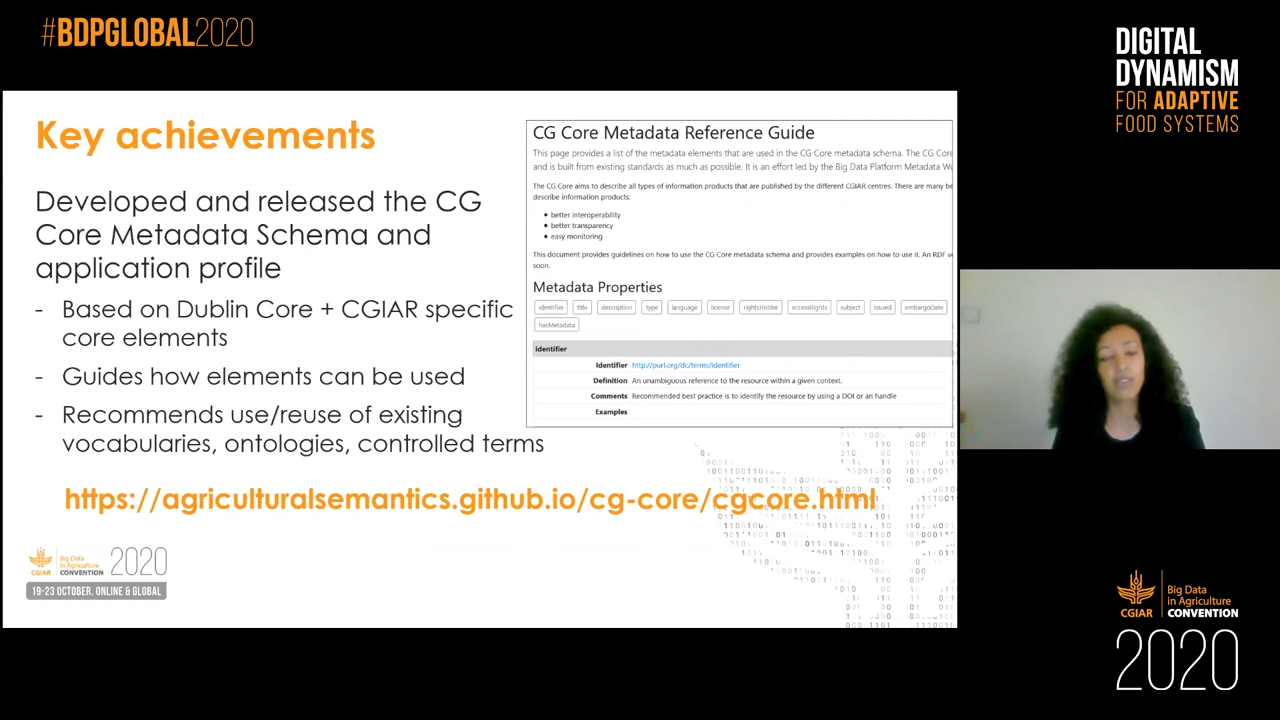 #BDPGLOBAL2020
DIGITAL
DYNAMISM
FOR ADAPTIVE
FOOD SYSTEMS
Key achievements
Developed and released the CG
Core Metadata Schema and
application profile
- Based on Dublin Core + CGIAR specific
core elements
- Guides how elements can be used
- Recommends use/reuse of existing
vocabularies, ontologies, controlled terms
https://agriculturalsemantics.github.io/cg-core/cgcore.html
CG Core Metadata Reference Guide
This page provides a list of the metadata elements that are used in the CG Core metadata schema. The CG Core
and is built from existing standards as much as possible. It is an effort led by the Big Data Platform Metadata
The CG Core aims to describe all types of information products that are published by the different CGIAR centres. There are many be
describe information products:
• better interoperability
• better transparency
• easy monitoring
This document provides guidelines on how to use the CG Core metadata schema and provides examples on how to use it. An RDF
soon.
Metadata Properties
identifier title description type language license rightsHolder accessRights subject issued embargoDate
hasMetadata
identifier
Identifier http://purl.org/dc/terms/identifier
Definition An unambiguous reference to the resource within a given context.
Comments Recommended best practice is to identify the resource by using a DOI or an handle
Examples
CGIAR
Big Data
in Agriculture
CONVENTION
2020
19-23 OCTOBER. ONLINE & GLOBAL
CGIAR
Big Data
in Agriculture
CONVENTION
2020